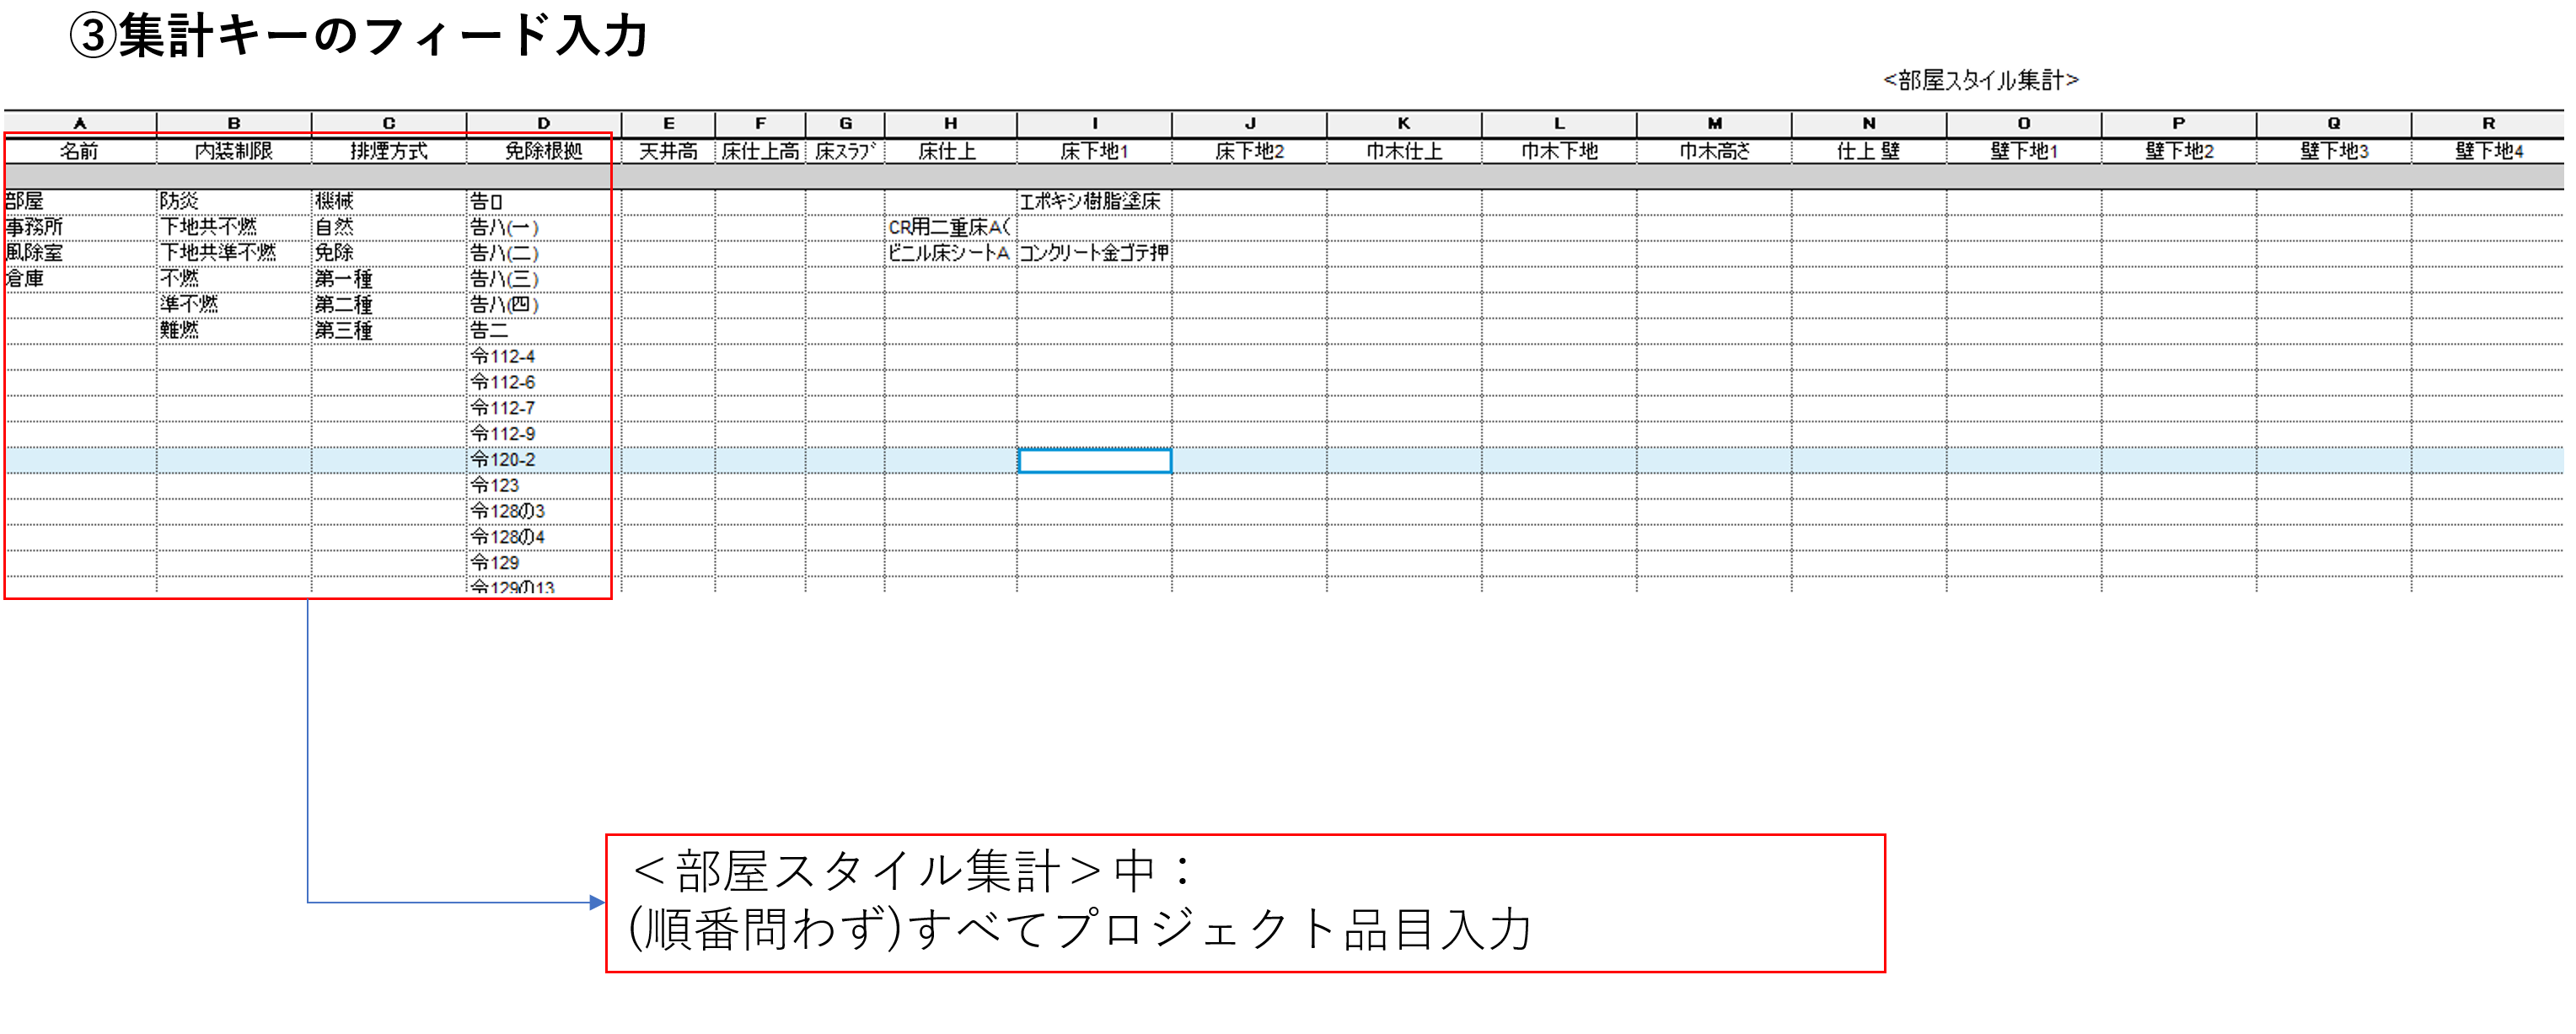 ③集計キーのフィード入力
<部屋スタイル集計>
A B C D E F G H I J K L M N O P Q R
名前 内装制限 排煙方式 免除根拠 天井高 床仕上高 床ｽﾗﾌﾞ 床仕上 床下地1 床下地2 巾木仕上 巾木下地 巾木高さ 仕上 壁 壁下地1 壁下地2 壁下地3 壁下地4
部屋 防炎 機械 告ロ エポキシ樹脂塗床
事務所 下地共不燃 自然 告ハ(一) CR用二重床A(
風除室 下地共準不燃 免除 告ハ(二) ビニル床シートA コンクリート金ゴテ押
倉庫 不燃 第一種 告ハ(三)
準不燃 第二種 告ハ(四)
難燃 第三種 告二
令112-4
令112-6
令112-7
令112-9
令120-2
令123
令128の3
令128の4
令129
令129の13
＜部屋スタイル集計＞中：
(順番問わず)すべてプロジェクト品目入力